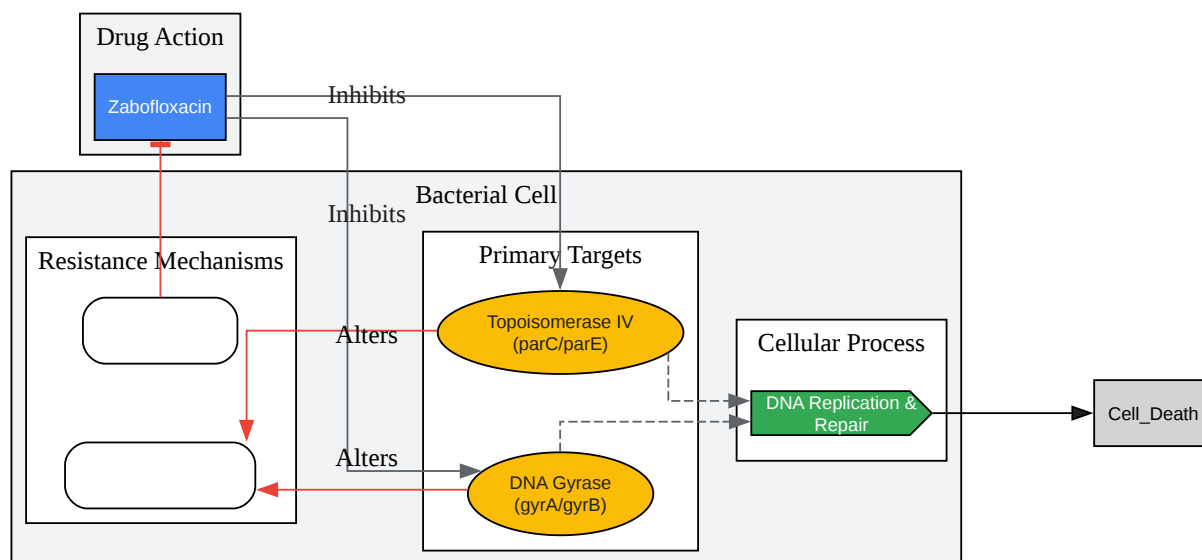 Drug Action
Zabofloxacin
Inhibits
Bacterial Cell
Inhibits
Resistance Mechanisms
Primary Targets
Topoisomerase IV
(parC/parE)
Alters
Cellular Process
DNA Replication &
Repair
Cell_Death
Alters
DNA Gyrase
(gyrA/gyrB)